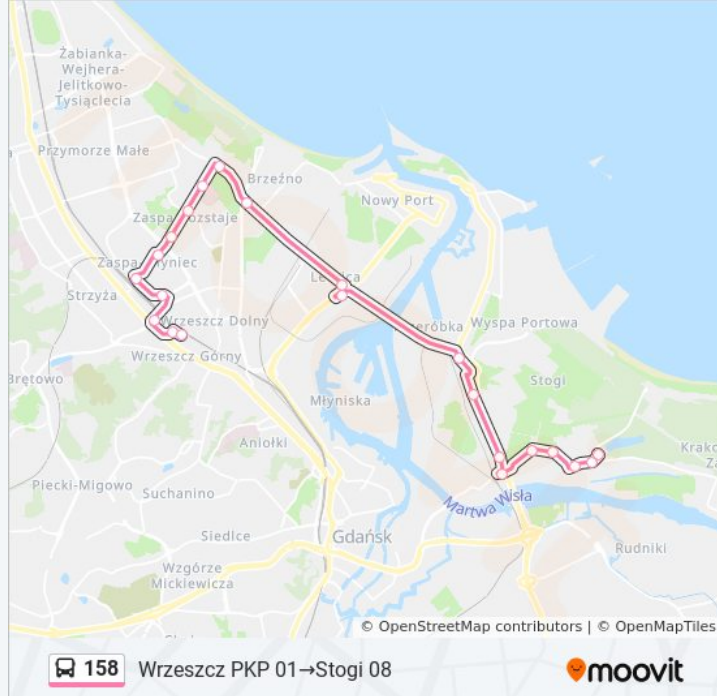 Żabianka-
Wejhera-
Jelitkowo-
Tysiąclecia
Przymorze Małe
Brzeźno
Nowy Port
Zaspa
Zaspa
Strzyża
Wrzeszcz Dolny
Wyspa Portowa
Wrzeszcz Górny
Brętowo
Stogi
Młyniska
Aniołki
Piecki-Migowo
Suchanino
Martwa Wisła
Siedlce
Gdańsk
Rudniki
Wzgórze
Mickiewicza
© OpenStreetMap contributors | © OpenMapTiles
158 Wrzeszcz PKP 01→Stogi 08
moovit